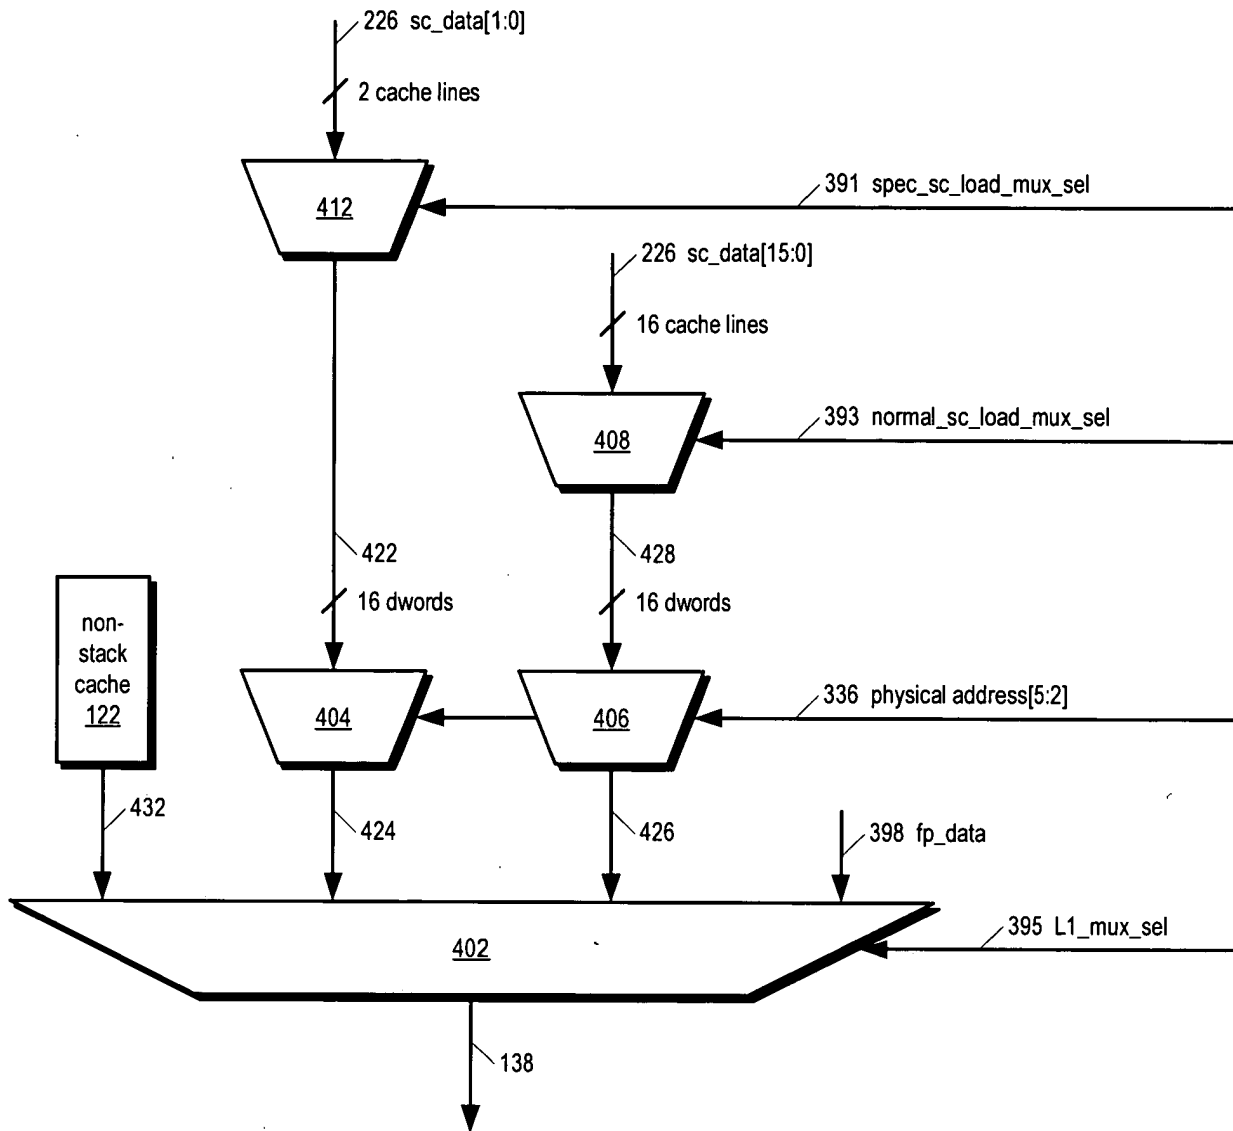 226 sc_data[1:0]
2 cache lines
412
391 spec_sc_load_mux_sel
226 sc_data[15:0]
16 cache lines
408
393 normal_sc_load_mux_sel
422
428
16 dwords
16 dwords
non-
stack
cache
122
404
406
336 physical address[5:2]
432
424
426
398 fp_data
402
395 L1_mux_sel
138